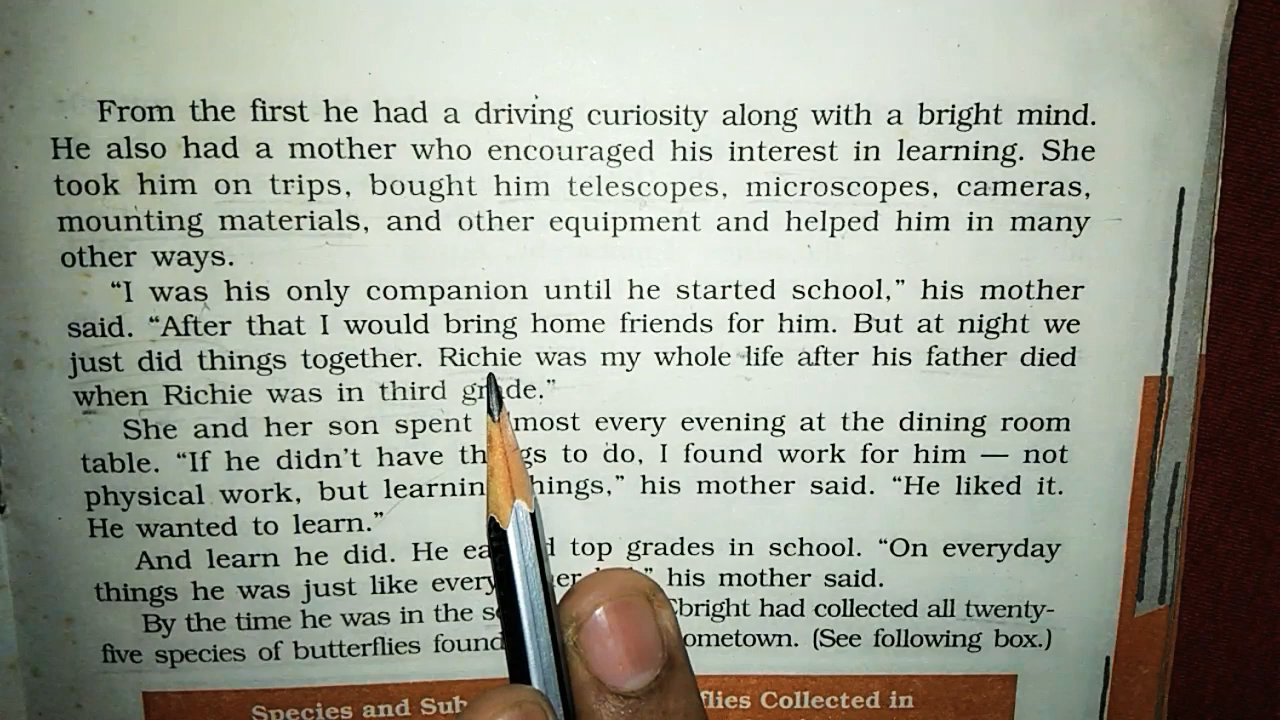 From the first he had a driving curiosity along with a bright mind.
He also had a mother who encouraged his interest in learning. She
took him on trips, bought him telescopes, microscopes, cameras,
mounting materials, and other equipment and helped him in many
other ways.
“I was his only companion until he started school,” his mother
said. “After that I would bring home friends for him. But at night we
just did things together. Richie was my whole life after his father died
when Richie was in third grade.”
She and her son spent most every evening at the dining room
table. “If he didn’t have things to do, I found work for him — not
physical work, but learning things,” his mother said. “He liked it.
He wanted to learn.”
And learn he did. He top grades in school. “On everyday
things he was just like every his mother said.
By the time he was in the had collected all twenty-
five species of butterflies found hometown. (See following box.)
Species and Collected in